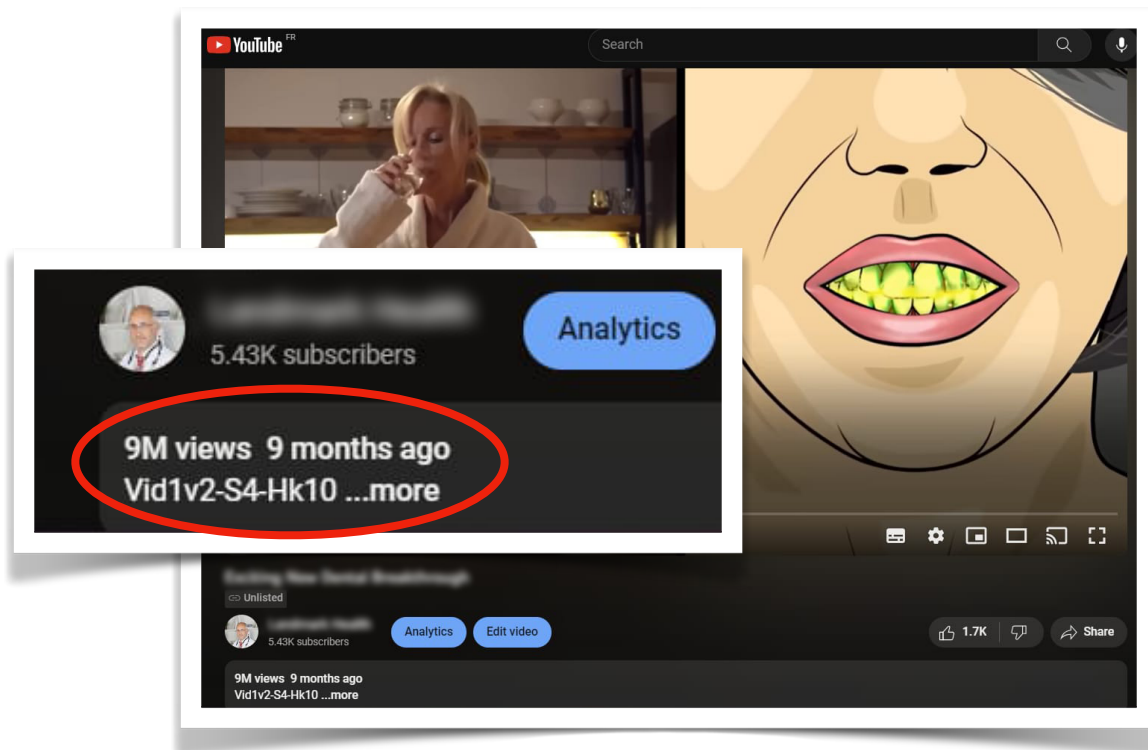 YouTube FR
Search
5.43K subscribers
Analytics
9M views 9 months ago
Vid1v2-S4-Hk10 ...more
Unlisted
5.43K subscribers
Analytics
Edit video
1.7K
Share
9M views 9 months ago
Vid1v2-S4-Hk10 ...more